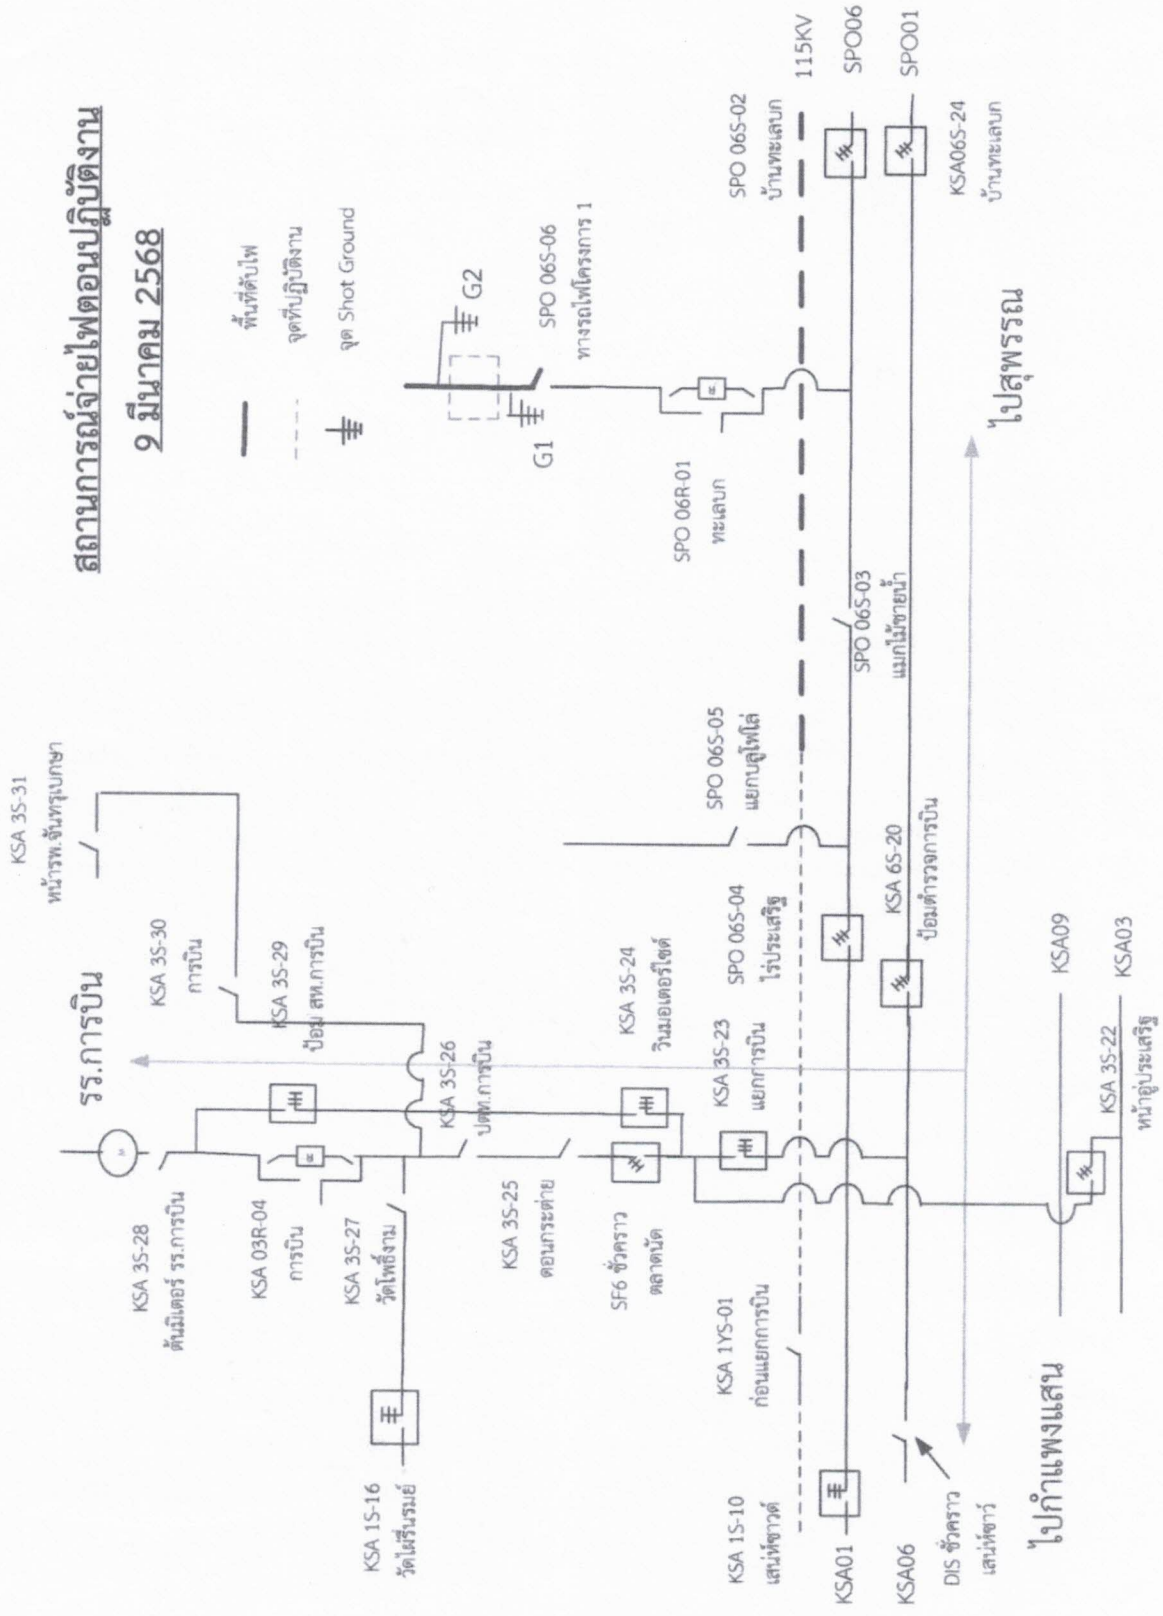 สถานการณ์จ่ายไฟตอนปฏิบัติงาน
9 มีนาคม 2568
พื้นที่ดับไฟ
จุดที่ปฏิบัติงาน
จุด Shot Ground
KSA 3S-31
หน้ารพ.จันทรุเบกษา
รร.การบิน
KSA 3S-30
การบิน
KSA 3S-29
ป้อม สห.การบิน
KSA 3S-28
ต้นมิเตอร์ รร.การบิน
KSA 03R-04
การบิน
R
KSA 3S-27
วัดโพธิ์งาม
KSA 3S-26
ปตท.การบิน
KSA 1S-16
วัดไผ่รื่นรมย์
KSA 3S-25
ดอนกระต่าย
SF6 ชั่วคราว
ตลาดนัด
KSA 3S-24
วินมอเตอร์ไซค์
KSA 3S-23
แยกการบิน
G1
G2
SPO 06S-06
ทางรถไฟโครงการ 1
SPO 06R-01
ทะเลบก
R
SPO 06S-02
บ้านทะเลบก
115KV
SPO06
SPO01
KSA06S-24
บ้านทะเลบก
SPO 06S-03
แมกไม้ชายน้ำ
SPO 06S-05
แยกบลูโฟโล่
SPO 06S-04
ไร่ประเสริฐ
KSA 6S-20
ป้อมตำรวจการบิน
KSA 1YS-01
ก่อนแยกการบิน
KSA 1S-10
เสน่ห์ซาวด์
KSA01
KSA06
DIS ชั่วคราว
เสน่ห์ซาว์
KSA09
KSA03
KSA 3S-22
หน้าอู่ประเสริฐ
ไปกำแพงแสน
ไปสุพรรณ